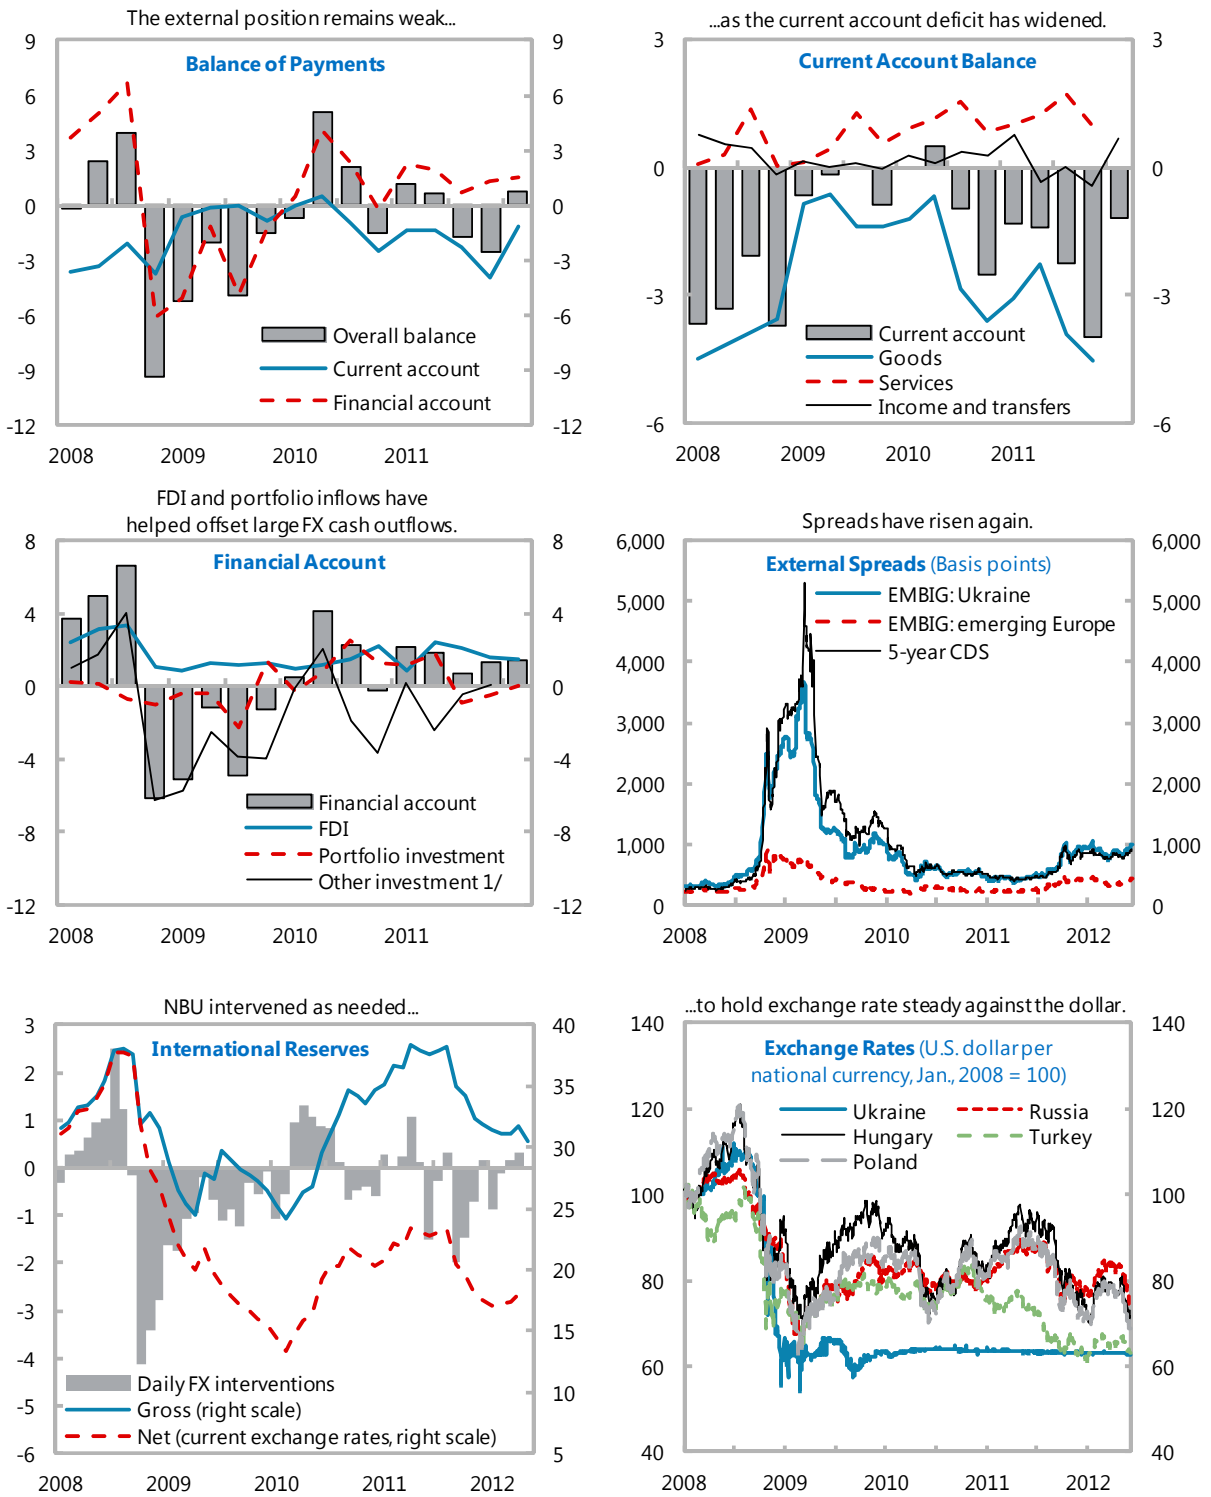 The external position remains weak...
Balance of Payments
9
6
3
0
-3
-6
-9
-12
9
6
3
0
-3
-6
-9
-12
Overall balance
Current account
Financial account
2008 2009 2010 2011
...as the current account deficit has widened.
Current Account Balance
3
0
-3
-6
3
0
-3
-6
Current account
Goods
Services
Income and transfers
2008 2009 2010 2011
FDI and portfolio inflows have
helped offset large FX cash outflows.
Financial Account
8
4
0
-4
-8
-12
8
4
0
-4
-8
-12
Financial account
FDI
Portfolio investment
Other investment 1/
2008 2009 2010 2011
Spreads have risen again.
External Spreads (Basis points)
6,000
5,000
4,000
3,000
2,000
1,000
0
6,000
5,000
4,000
3,000
2,000
1,000
0
EMBIG: Ukraine
EMBIG: emerging Europe
5-year CDS
2008 2009 2010 2011 2012
NBU intervened as needed...
International Reserves
3
2
1
0
-1
-2
-3
-4
-5
-6
40
35
30
25
20
15
10
5
Daily FX interventions
Gross (right scale)
Net (current exchange rates, right scale)
2008 2009 2010 2011 2012
...to hold exchange rate steady against the dollar.
Exchange Rates (U.S. dollar per
national currency, Jan., 2008 = 100)
140
120
100
80
60
40
140
120
100
80
60
40
Ukraine Russia
Hungary Turkey
Poland
2008 2009 2010 2011 2012